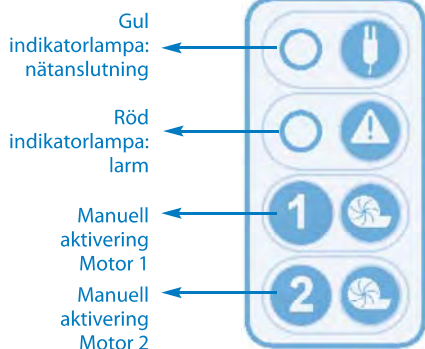 Gul
indikatorlampa:
nätanslutning
Röd
indikatorlampa:
larm
1
Manuell
aktivering
Motor 1
2
Manuell
aktivering
Motor 2